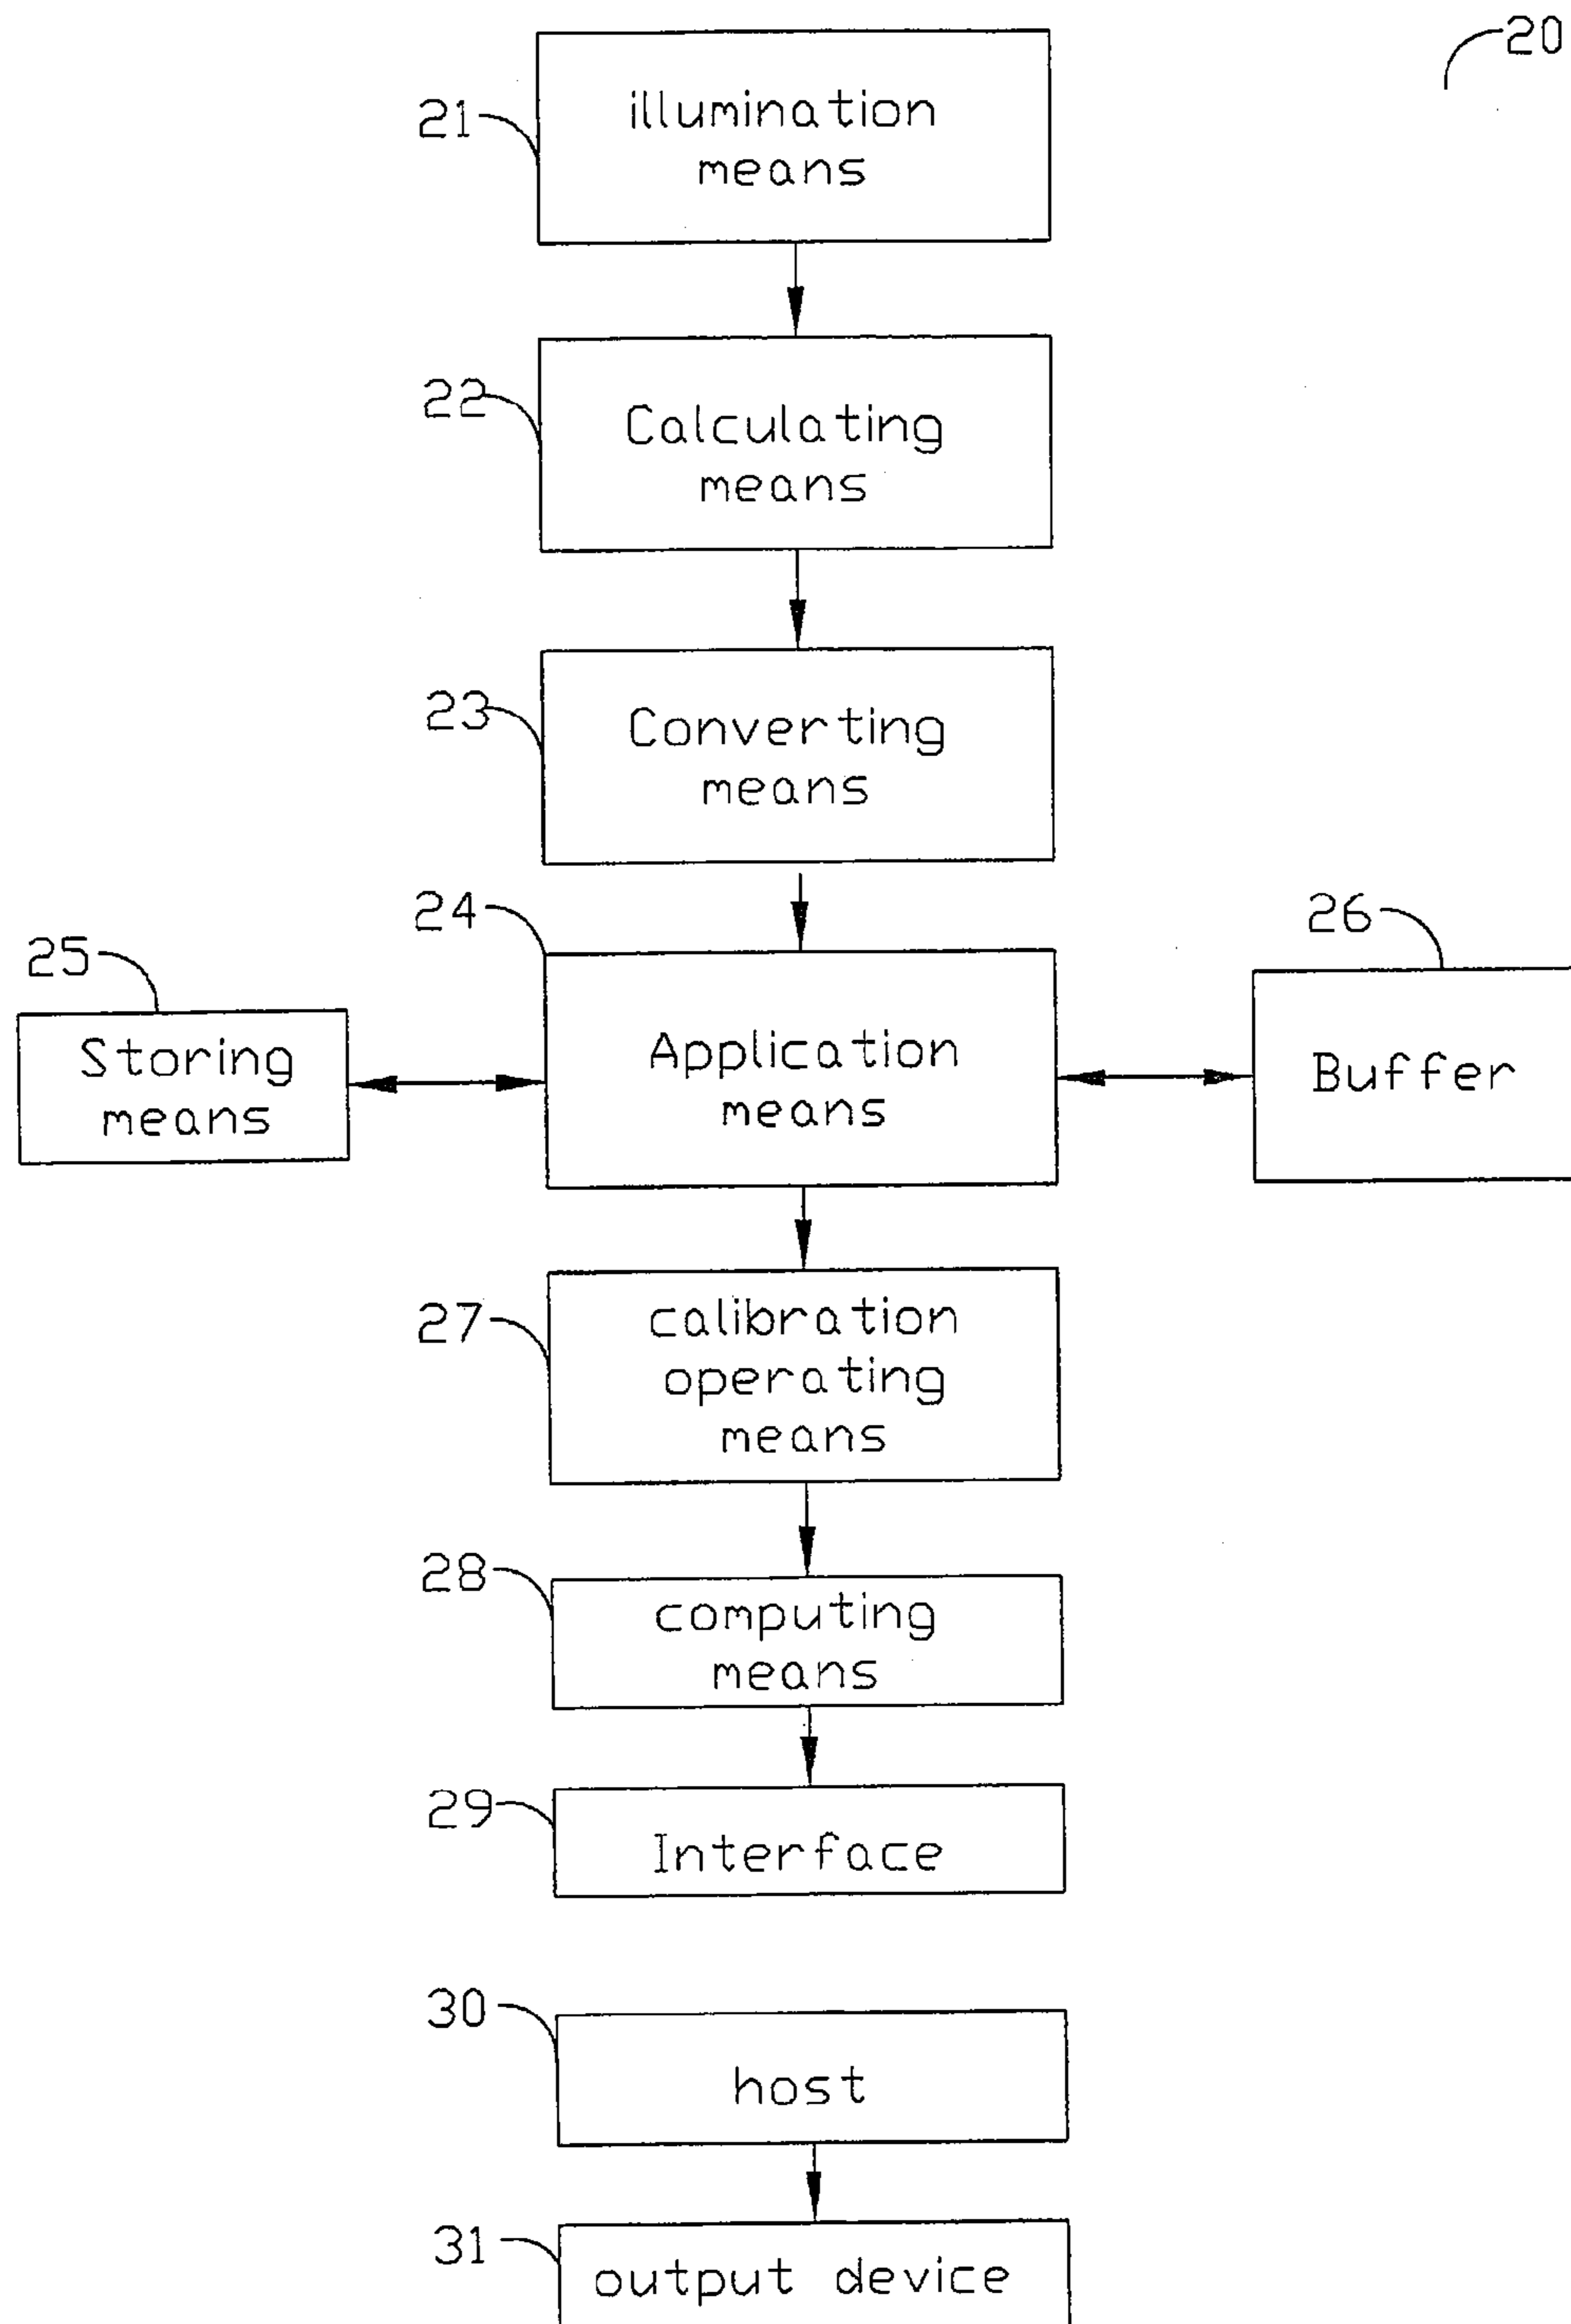 20
21
illumination
means
22
Calculating
means
23
Converting
means
24
25
26
Storing
means
Application
means
Buffer
27
calibration
operating
means
28
computing
means
29
Interface
30
host
31
output device